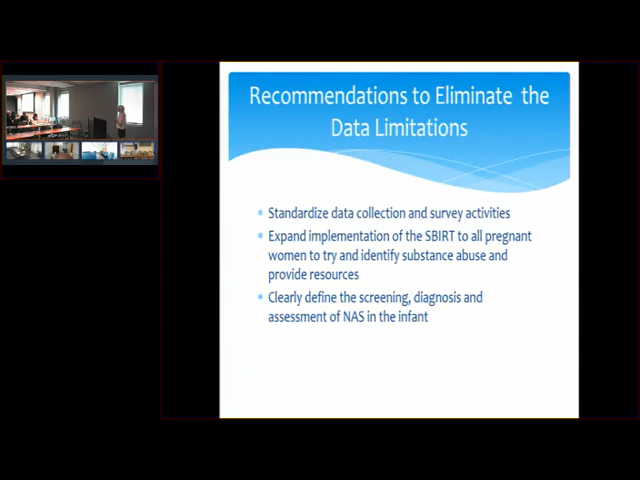 Recommendations to Eliminate the
Data Limitations
* Standardize data collection and survey activities
* Expand implementation of the SBIRT to all pregnant
women to try and identify substance abuse and
provide resources
* Clearly define the screening, diagnosis and
assessment of NAS in the infant